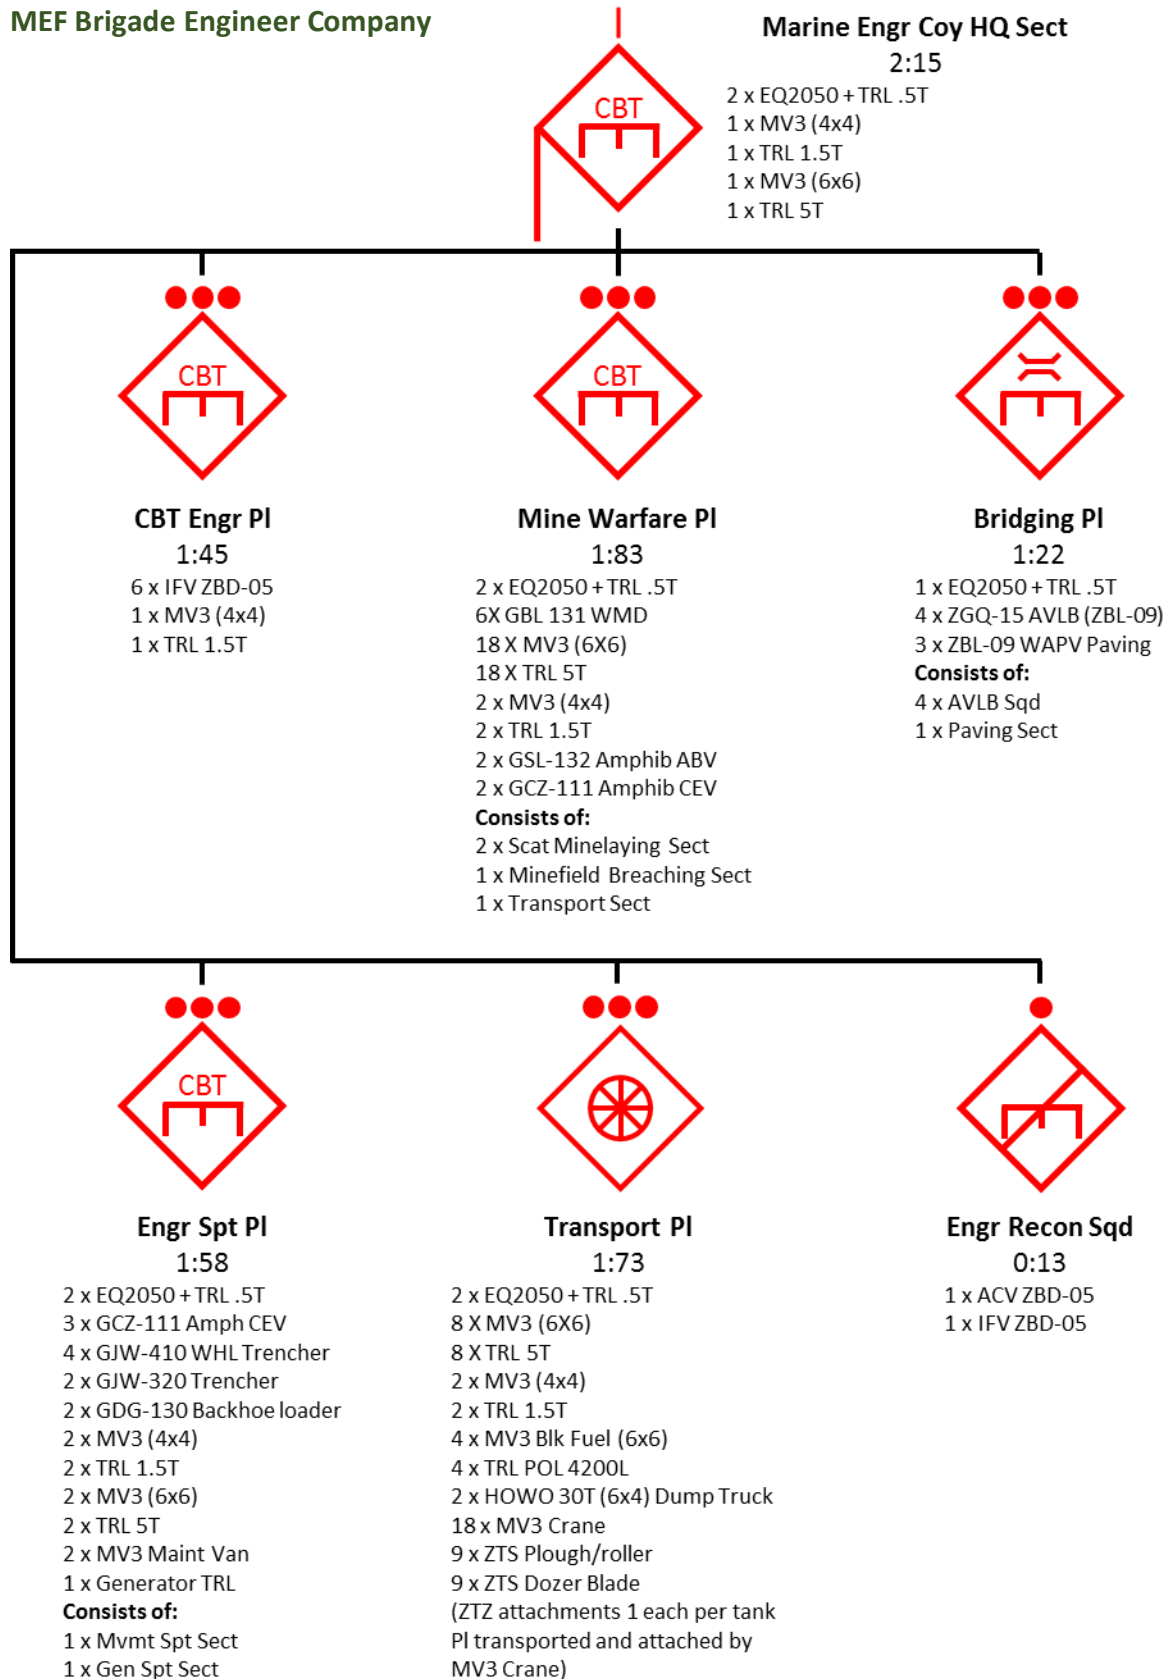 MEF Brigade Engineer Company
Marine Engr Coy HQ Sect
2:15
2 x EQ2050 + TRL .5T
1 x MV3 (4x4)
1 x TRL 1.5T
1 x MV3 (6x6)
1 x TRL 5T
CBT
CBT
CBT Engr Pl
1:45
6 x IFV ZBD-05
1 x MV3 (4x4)
1 x TRL 1.5T
CBT
Mine Warfare Pl
1:83
2 x EQ2050 + TRL .5T
6X GBL 131 WMD
18 X MV3 (6X6)
18 X TRL 5T
2 x MV3 (4x4)
2 x TRL 1.5T
2 x GSL-132 Amphib ABV
2 x GCZ-111 Amphib CEV
Consists of:
2 x Scat Minelaying Sect
1 x Minefield Breaching Sect
1 x Transport Sect
Bridging Pl
1:22
1 x EQ2050 + TRL .5T
4 x ZGQ-15 AVLB (ZBL-09)
3 x ZBL-09 WAPV Paving
Consists of:
4 x AVLB Sqd
1 x Paving Sect
CBT
Engr Spt Pl
1:58
2 x EQ2050 + TRL .5T
3 x GCZ-111 Amph CEV
4 x GJW-410 WHL Trencher
2 x GJW-320 Trencher
2 x GDG-130 Backhoe loader
2 x MV3 (4x4)
2 x TRL 1.5T
2 x MV3 (6x6)
2 x TRL 5T
2 x MV3 Maint Van
1 x Generator TRL
Consists of:
1 x Mvmt Spt Sect
1 x Gen Spt Sect
Transport Pl
1:73
2 x EQ2050 + TRL .5T
8 X MV3 (6X6)
8 X TRL 5T
2 x MV3 (4x4)
2 x TRL 1.5T
4 x MV3 Blk Fuel (6x6)
4 x TRL POL 4200L
2 x HOWO 30T (6x4) Dump Truck
18 x MV3 Crane
9 x ZTS Plough/roller
9 x ZTS Dozer Blade
(ZTZ attachments 1 each per tank
Pl transported and attached by
MV3 Crane)
Engr Recon Sqd
0:13
1 x ACV ZBD-05
1 x IFV ZBD-05